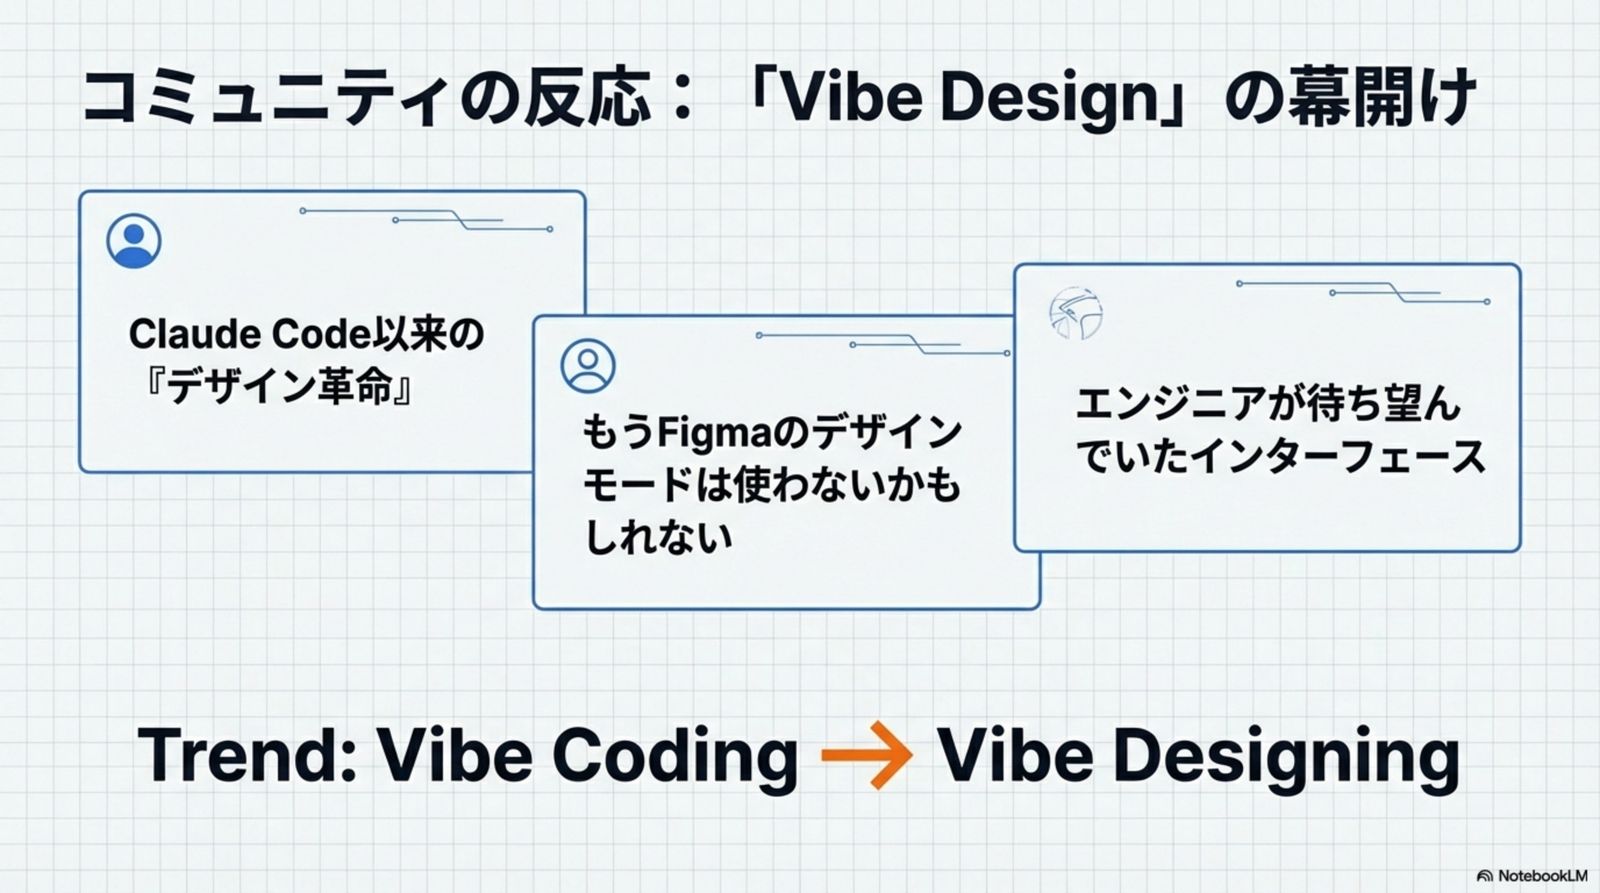 コミュニティの反応：「Vibe Design」の幕開け
Claude Code以来の
『デザイン革命』
もうFigmaのデザイン
モードは使わないかも
しれない
エンジニアが待ち望ん
でいたインターフェース
Trend: Vibe Coding → Vibe Designing
NotebookLM